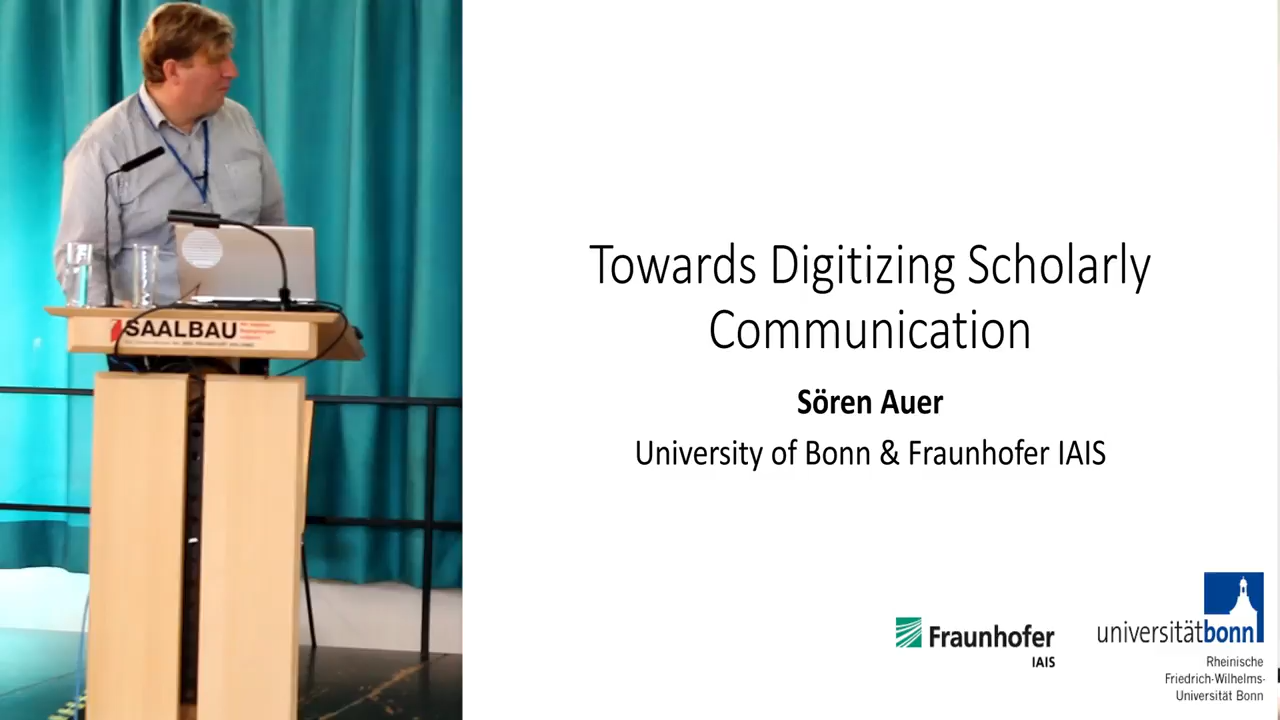 SAALBAU
Towards Digitizing Scholarly
Communication
Sören Auer
University of Bonn & Fraunhofer IAIS
Fraunhofer
IAIS
universitätbonn
Rheinische
Friedrich-Wilhelms-
Universität Bonn